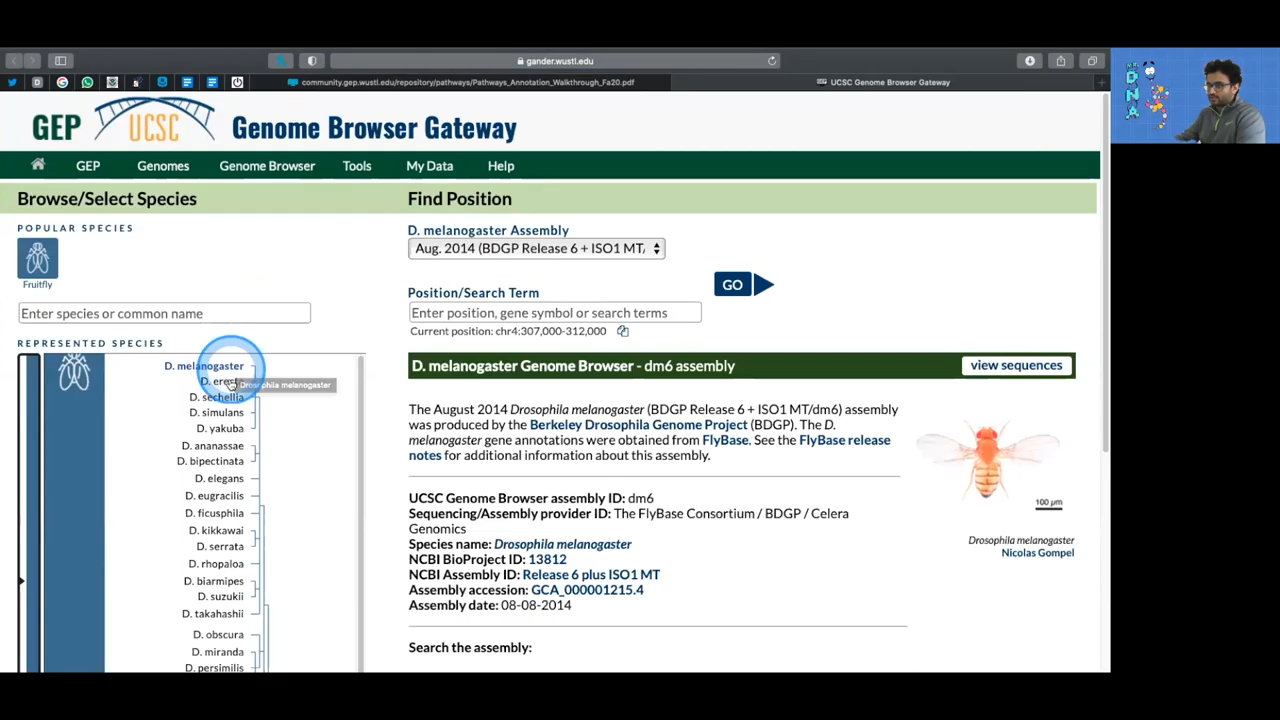 gander.wustl.edu
community.gep.wustl.edu/repository/pathways/Pathways_Annotation_Walkthrough_Fa20.pdf
UCSC Genome Browser Gateway
DNA
GEP UCSC Genome Browser Gateway
GEP Genomes Genome Browser Tools My Data Help
Browse/Select Species
POPULAR SPECIES
Fruitfly
Enter species or common name
REPRESENTED SPECIES
D. melanogaster
Drosophila melanogaster
D. sechellia
D. simulans
D. yakuba
D. ananassae
D. bipectinata
D. elegans
D. eugracilis
D. ficusphila
D. kikkawai
D. serrata
D. rhopaloa
D. biarmipes
D. suzukii
D. takahashii
D. obscura
D. miranda
D. persimilis
Find Position
D. melanogaster Assembly
Aug. 2014 (BDGP Release 6 + ISO1 MT/
GO
Position/Search Term
Enter position, gene symbol or search terms
Current position: chr4:307,000-312,000
D. melanogaster Genome Browser - dm6 assembly
view sequences
The August 2014 Drosophila melanogaster (BDGP Release 6 + ISO1 MT/dm6) assembly
was produced by the Berkeley Drosophila Genome Project (BDGP). The D.
melanogaster gene annotations were obtained from FlyBase. See the FlyBase release
notes for additional information about this assembly.
UCSC Genome Browser assembly ID: dm6
Sequencing/Assembly provider ID: The FlyBase Consortium / BDGP / Celera
Genomics
Species name: Drosophila melanogaster
NCBI BioProject ID: 13812
NCBI Assembly ID: Release 6 plus ISO1 MT
Assembly accession: GCA_000001215.4
Assembly date: 08-08-2014
Search the assembly:
100 µm
Drosophila melanogaster
Nicolas Gompel